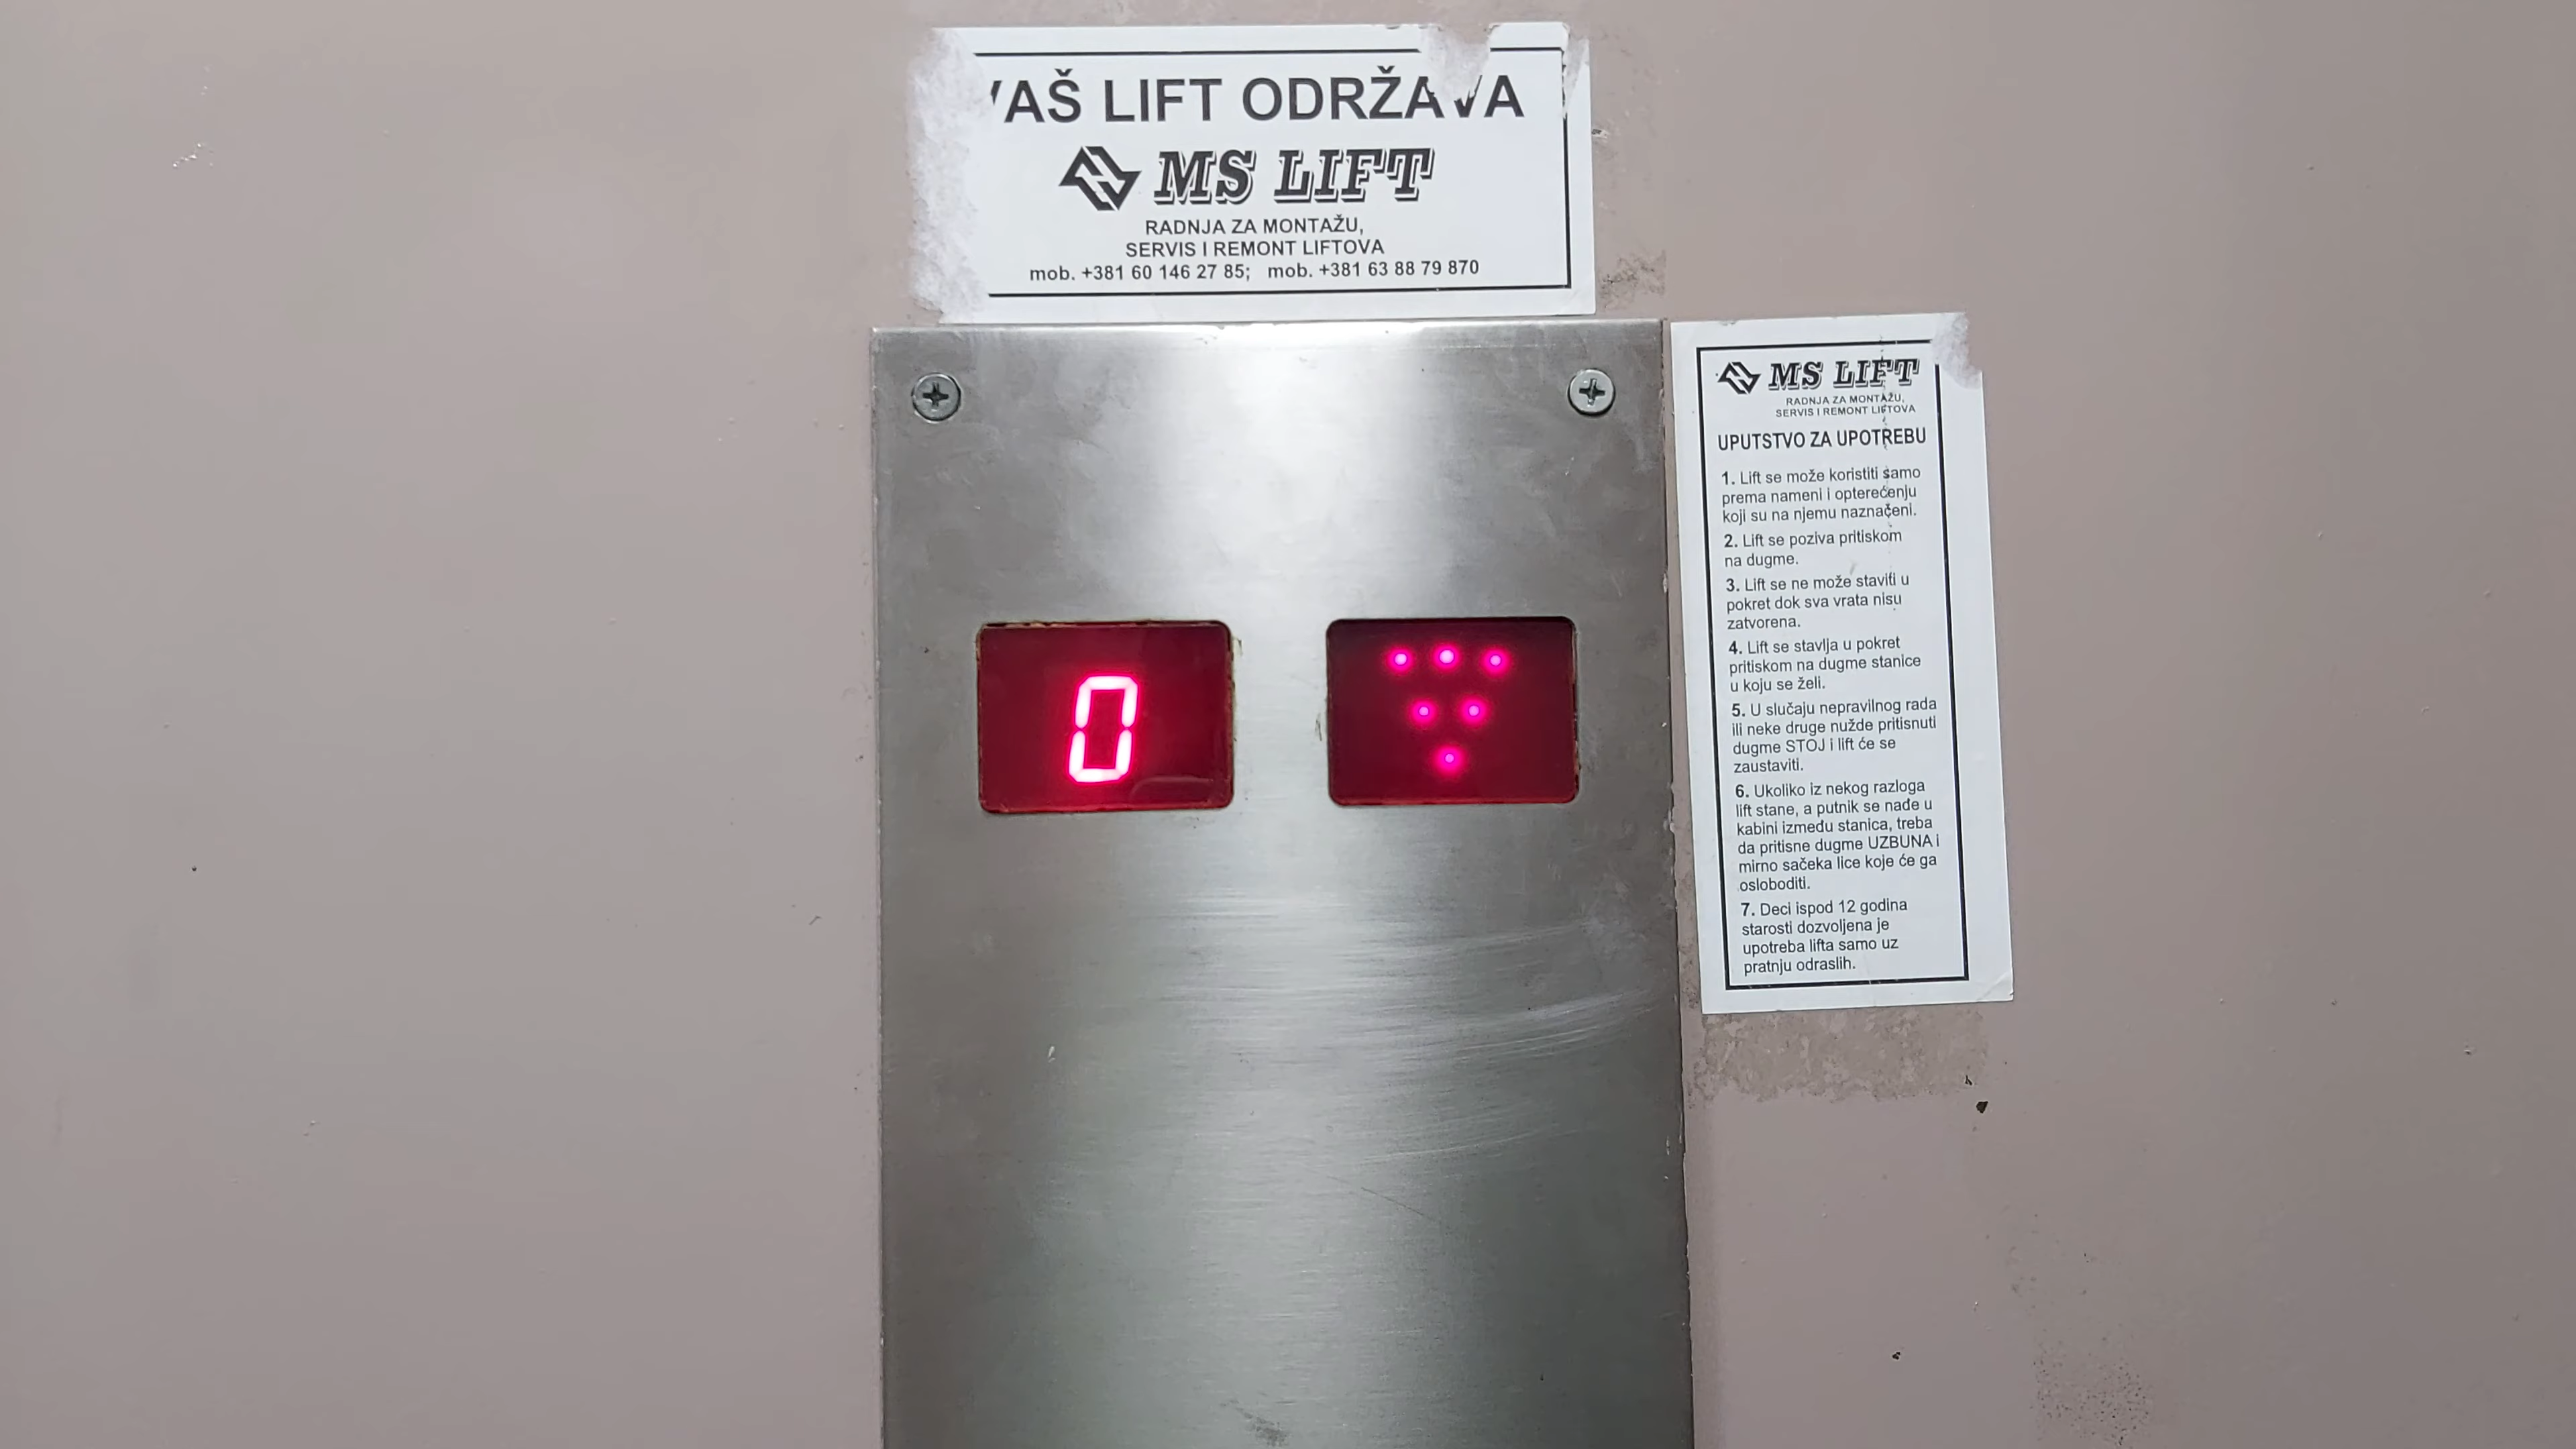 VAŠ LIFT ODRŽAVA
MS LIFT
RADNJA ZA MONTAŽU,
SERVIS I REMONT LIFTOVA
mob. +381 60 146 27 85; mob. +381 63 88 79 870
0
MS LIFT
RADNJA ZA MONTAŽU,
SERVIS I REMONT LIFTOVA
UPUTSTVO ZA UPOTREBU
1. Lift se može koristiti samo
prema nameni i opterećenju
koji su na njemu naznačeni.
2. Lift se poziva pritiskom
na dugme.
3. Lift se ne može staviti u
pokret dok sva vrata nisu
zatvorena.
4. Lift se stavlja u pokret
pritiskom na dugme stanice
u koju se želi.
5. U slučaju nepravilnog rada
ili neke druge nužde pritisnuti
dugme STOJ i lift će se
zaustaviti.
6. Ukoliko iz nekog razloga
lift stane, a putnik se nađe u
kabini između stanica, treba
da pritisne dugme UZBUNA i
mirno sačeka lice koje će ga
osloboditi.
7. Deci ispod 12 godina
starosti dozvoljena je
upotreba lifta samo uz
pratnju odraslih.